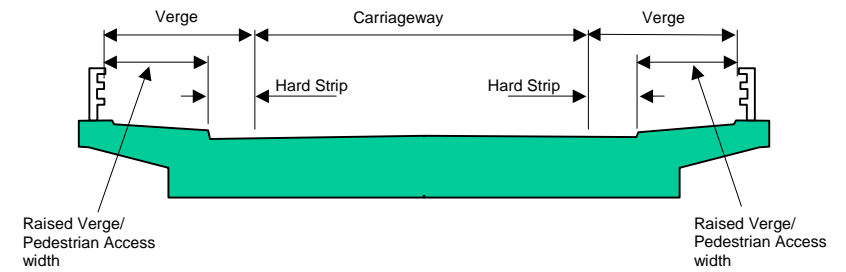 Verge
Carriageway
Verge
Hard Strip
Hard Strip
Raised Verge/
Pedestrian Access
width
Raised Verge/
Pedestrian Access
width